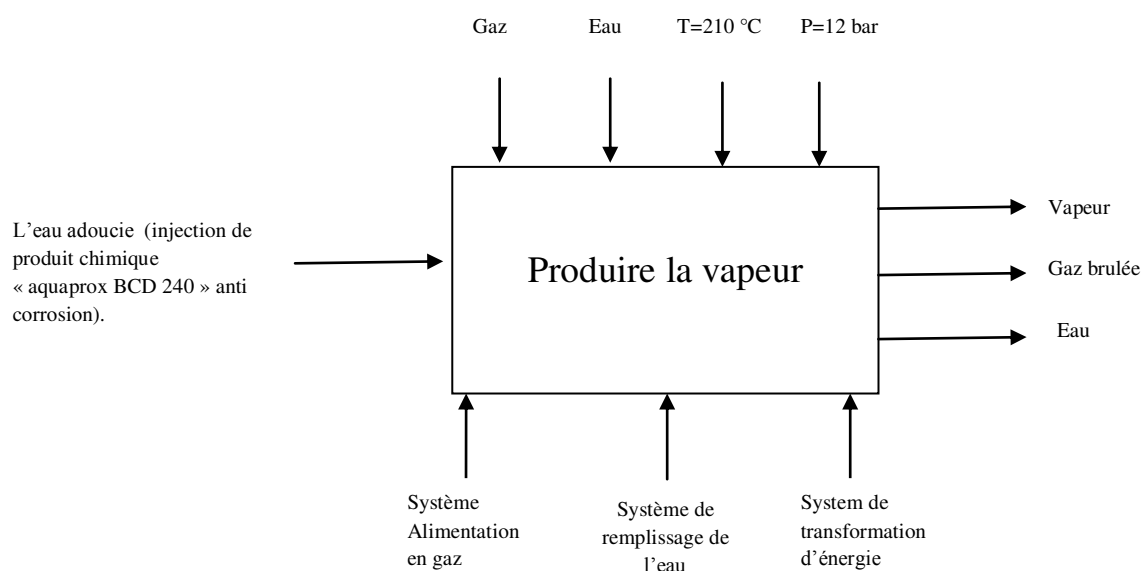 Gaz
Eau
T=210 °C
P=12 bar
L’eau adoucie (injection de
produit chimique
« aquaprox BCD 240 » anti
corrosion).
Produire la vapeur
Vapeur
Gaz brulée
Eau
Système
Alimentation
en gaz
Système de
remplissage de
l’eau
System de
transformation
d’énergie